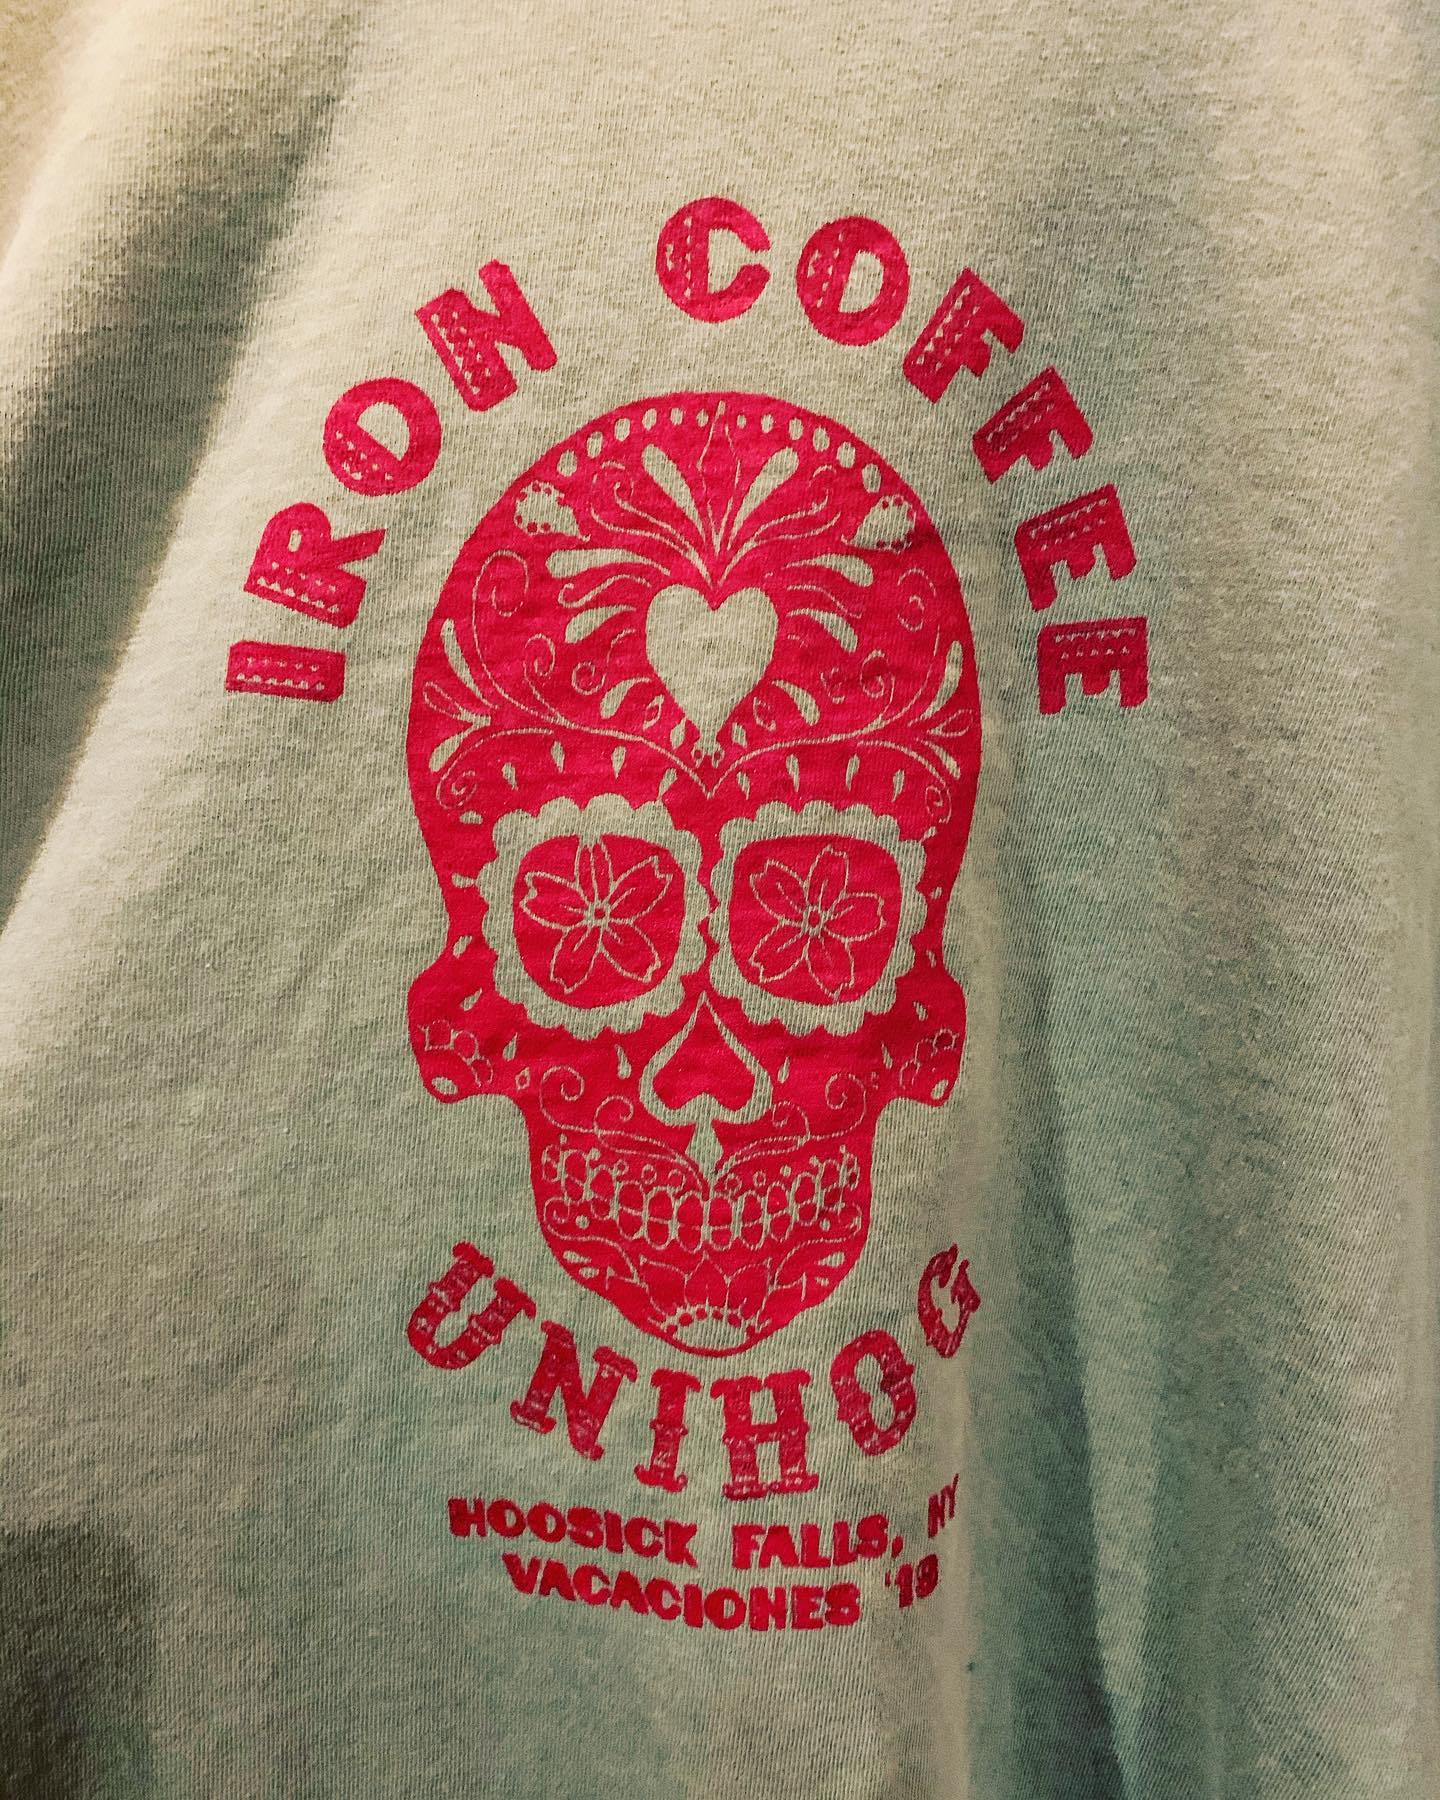 IRON COFFEE
UNIHOG
HOOSICK FALLS, NY
VACACIONES '19